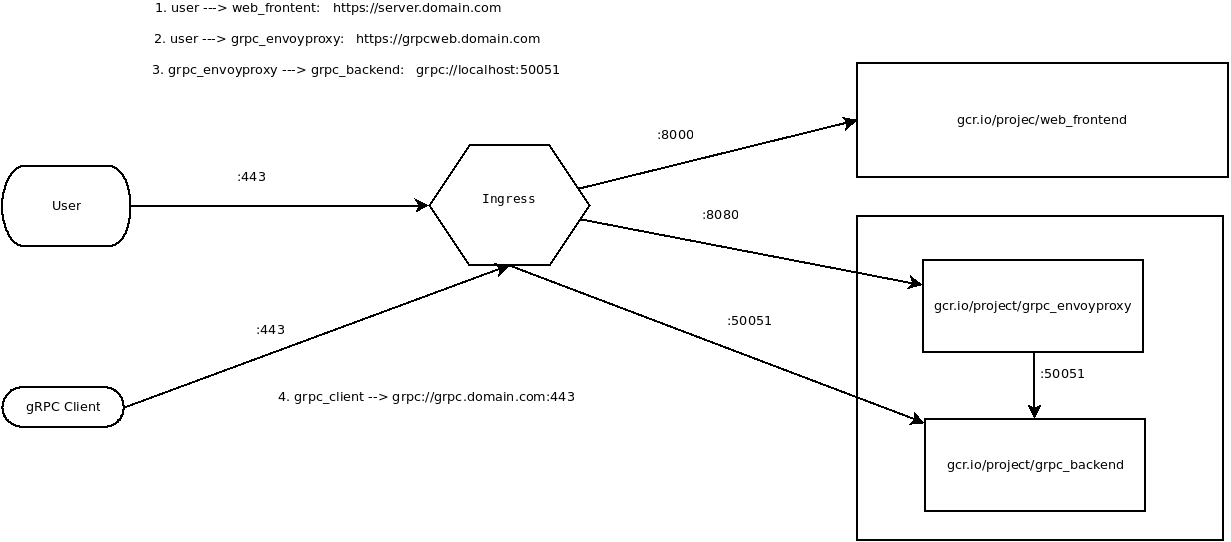 1. user ---> web_frontent:   https://server.domain.com
2. user ---> grpc_envoyproxy:   https://grpcweb.domain.com
3. grpc_envoyproxy ---> grpc_backend:   grpc://localhost:50051
gcr.io/projec/web_frontend
:8000
:443
User
Ingress
:8080
gcr.io/project/grpc_envoyproxy
:50051
:443
:50051
4. grpc_client --> grpc://grpc.domain.com:443
gRPC Client
gcr.io/project/grpc_backend